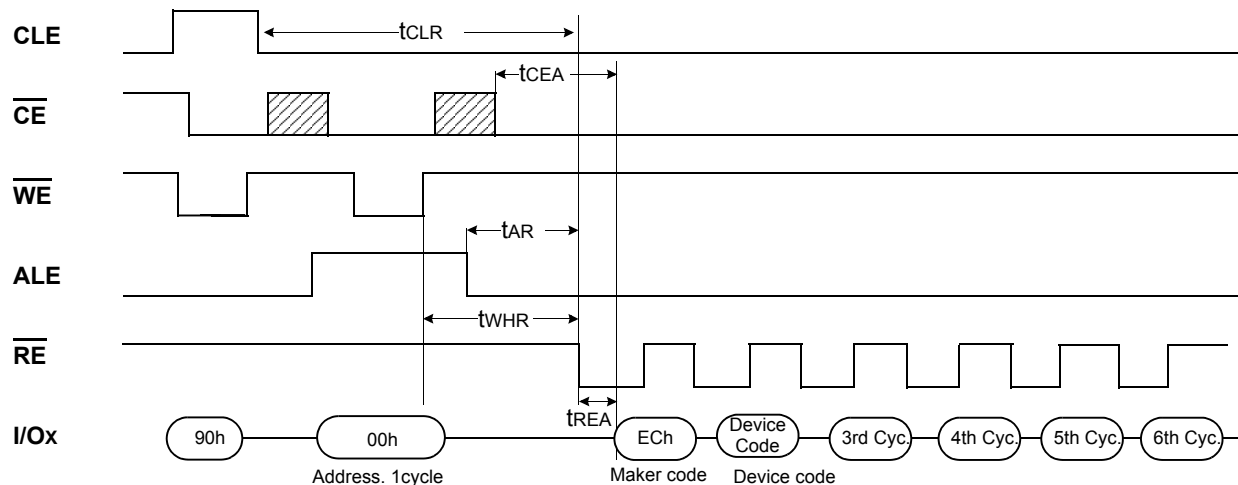 CLE
tCLR
tCEA
CE
WE
tAR
ALE
tWHR
RE
tREA
I/Ox
90h
00h
ECh
Device
Code
3rd Cyc.
4th Cyc.
5th Cyc.
6th Cyc.
Address. 1cycle
Maker code
Device code